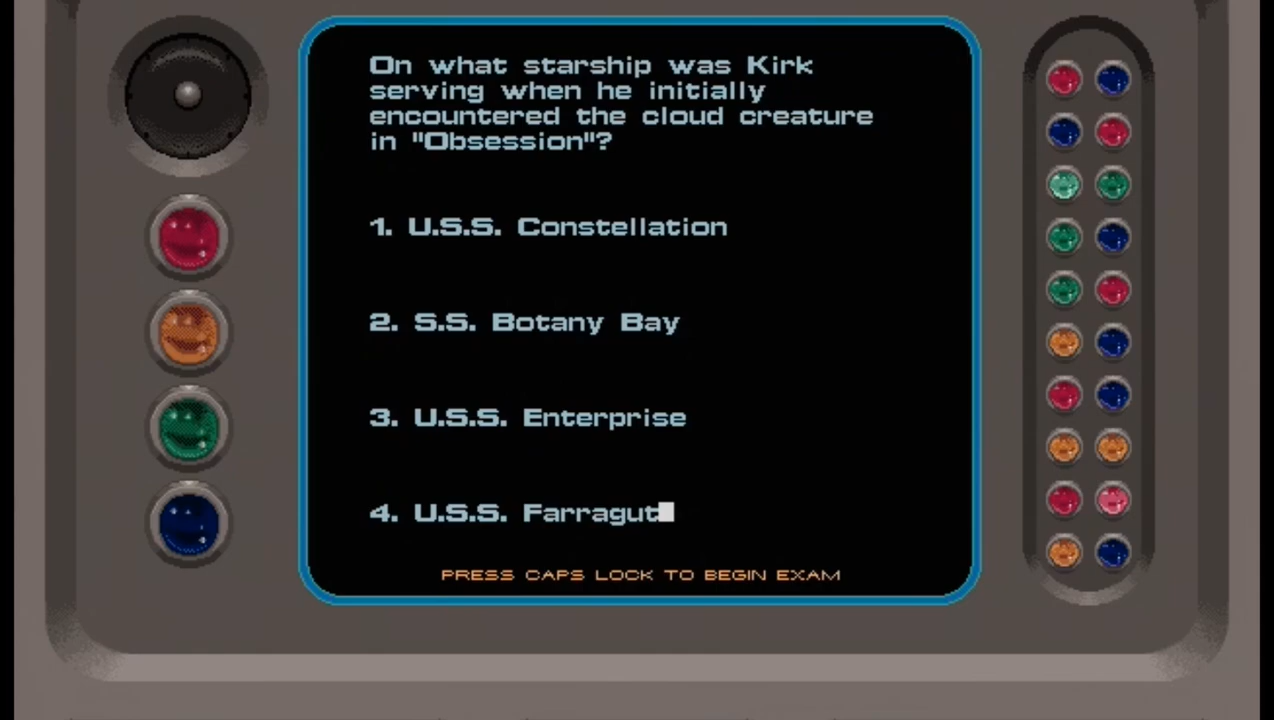 On what starship was Kirk
serving when he initially
encountered the cloud creature
in "Obsession"?
1. U.S.S. Constellation
2. S.S. Botany Bay
3. U.S.S. Enterprise
4. U.S.S. Farragut
PRESS CAPS LOCK TO BEGIN EXAM